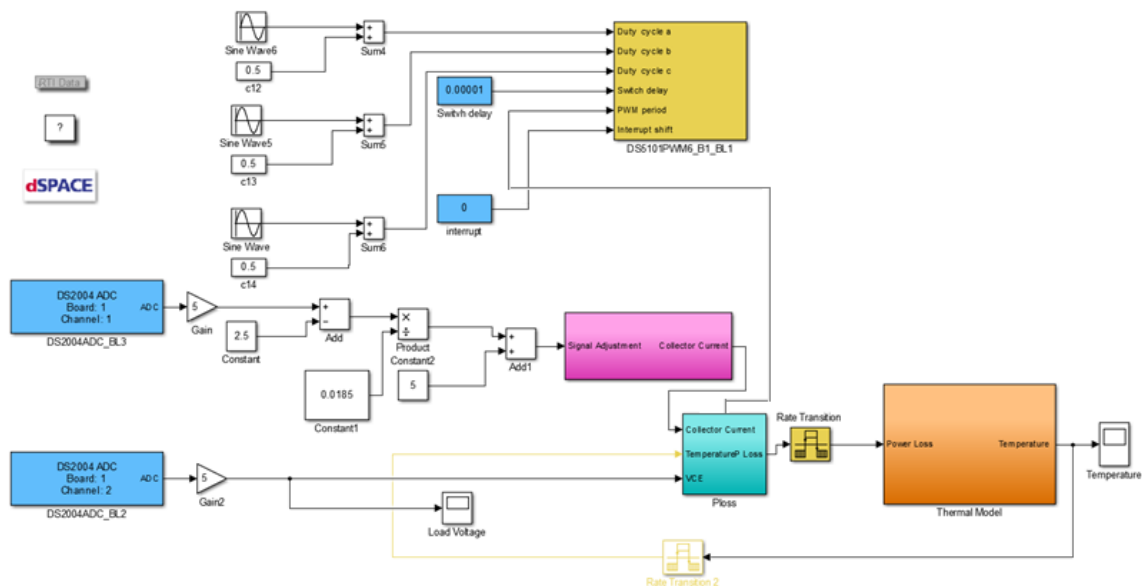 Sine Wave6
+
+
Sum4
0.5
c12
Sine Wave5
+
+
Sum5
0.5
c13
Sine Wave
+
+
Sum6
0.5
c14
RTI Data
?
dSPACE
0.00001
Switvh delay
0
interrupt
Duty cycle a
Duty cycle b
Duty cycle c
Switch delay
PWM period
Interrupt shift
DS5101PWM6_B1_BL1
DS2004 ADC
Board: 1
Channel: 1
ADC
DS2004ADC_BL3
5
Gain
2.5
Constant
+
−
Add
×
÷
Product
Constant2
0.0185
Constant1
5
+
+
Add1
Signal Adjustment
Collector Current
Collector Current
TemperatureP Loss
VCE
Ploss
Rate Transition
Power Loss
Temperature
Thermal Model
Temperature
DS2004 ADC
Board: 1
Channel: 2
ADC
DS2004ADC_BL2
5
Gain2
Load Voltage
Rate Transition 2